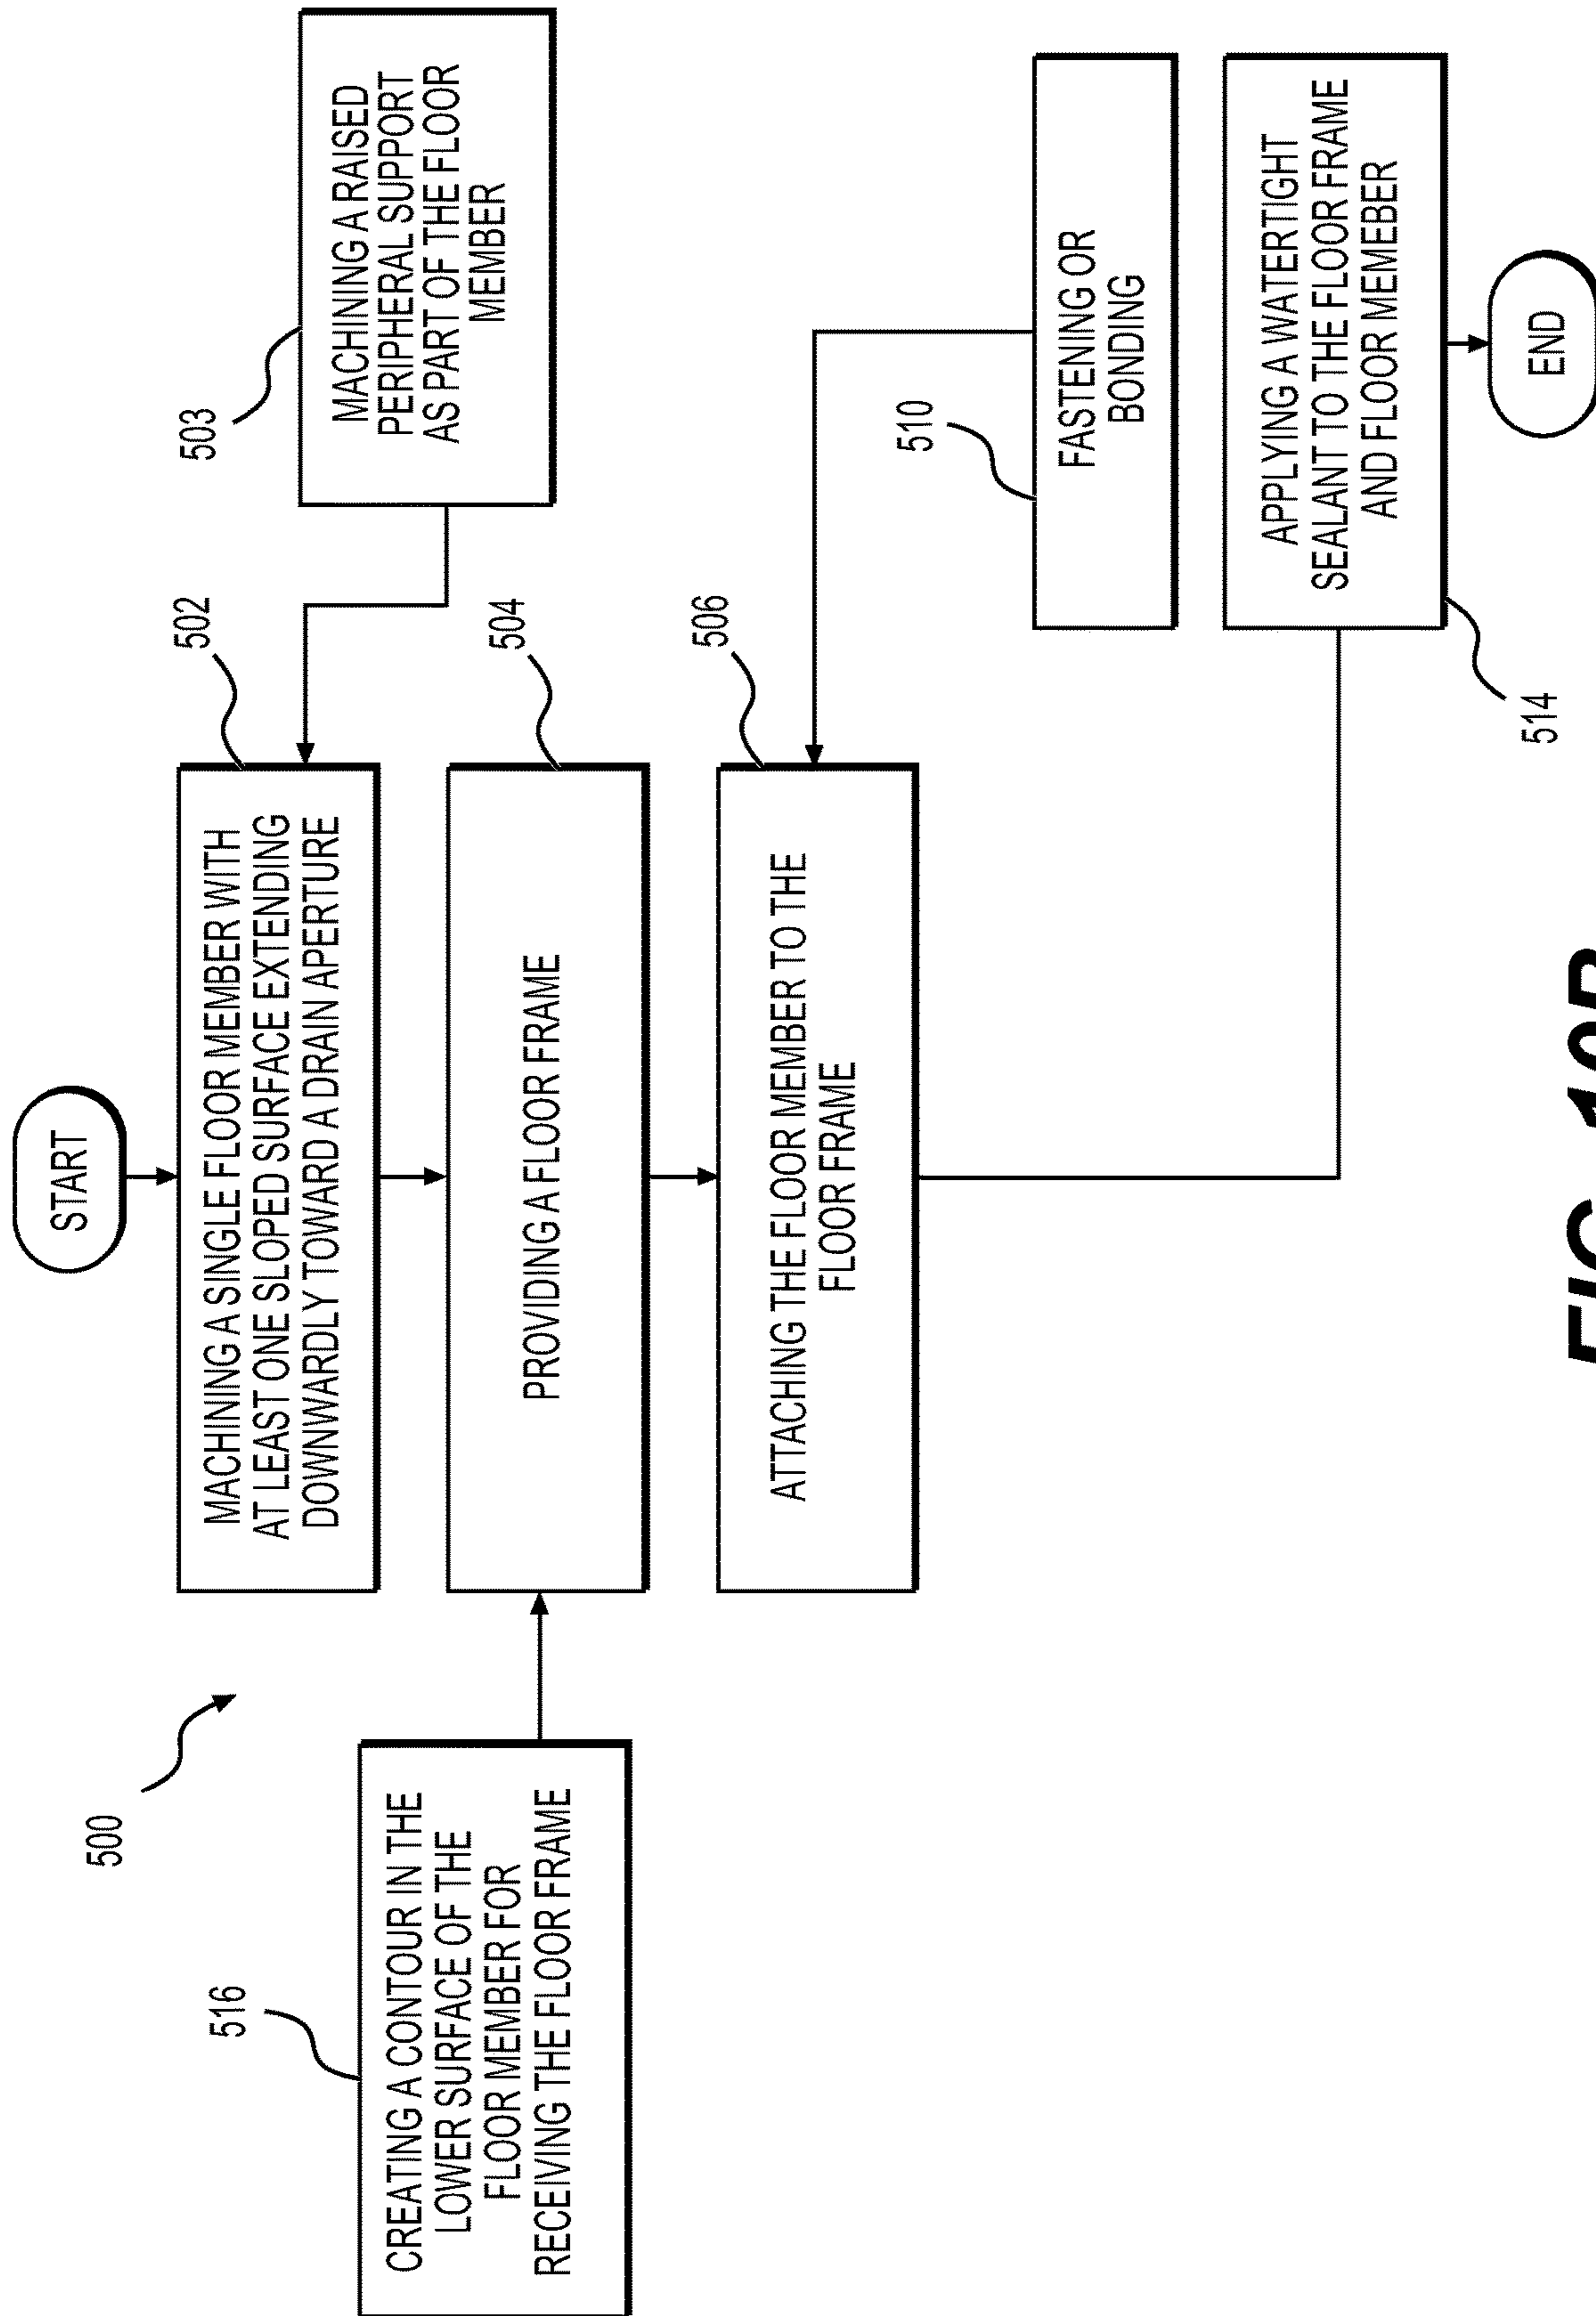 500
START
502
MACHINING A SINGLE FLOOR MEMBER WITH
AT LEAST ONE SLOPED SURFACE EXTENDING
DOWNWARDLY TOWARD A DRAIN APERTURE
503
MACHINING A RAISED
PERIPHERAL SUPPORT
AS PART OF THE FLOOR
MEMBER
516
CREATING A CONTOUR IN THE
LOWER SURFACE OF THE
FLOOR MEMBER FOR
RECEIVING THE FLOOR FRAME
504
PROVIDING A FLOOR FRAME
506
ATTACHING THE FLOOR MEMBER TO THE
FLOOR FRAME
510
FASTENING OR
BONDING
514
APPLYING A WATERTIGHT
SEALANT TO THE FLOOR FRAME
AND FLOOR MEMEBER
END
FIG. 10B